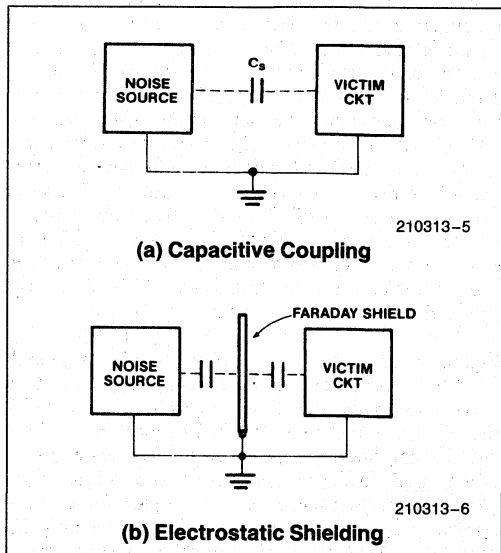 Cs
NOISE
SOURCE
VICTIM
CKT
210313–5
(a) Capacitive Coupling
FARADAY SHIELD
NOISE
SOURCE
VICTIM
CKT
210313–6
(b) Electrostatic Shielding